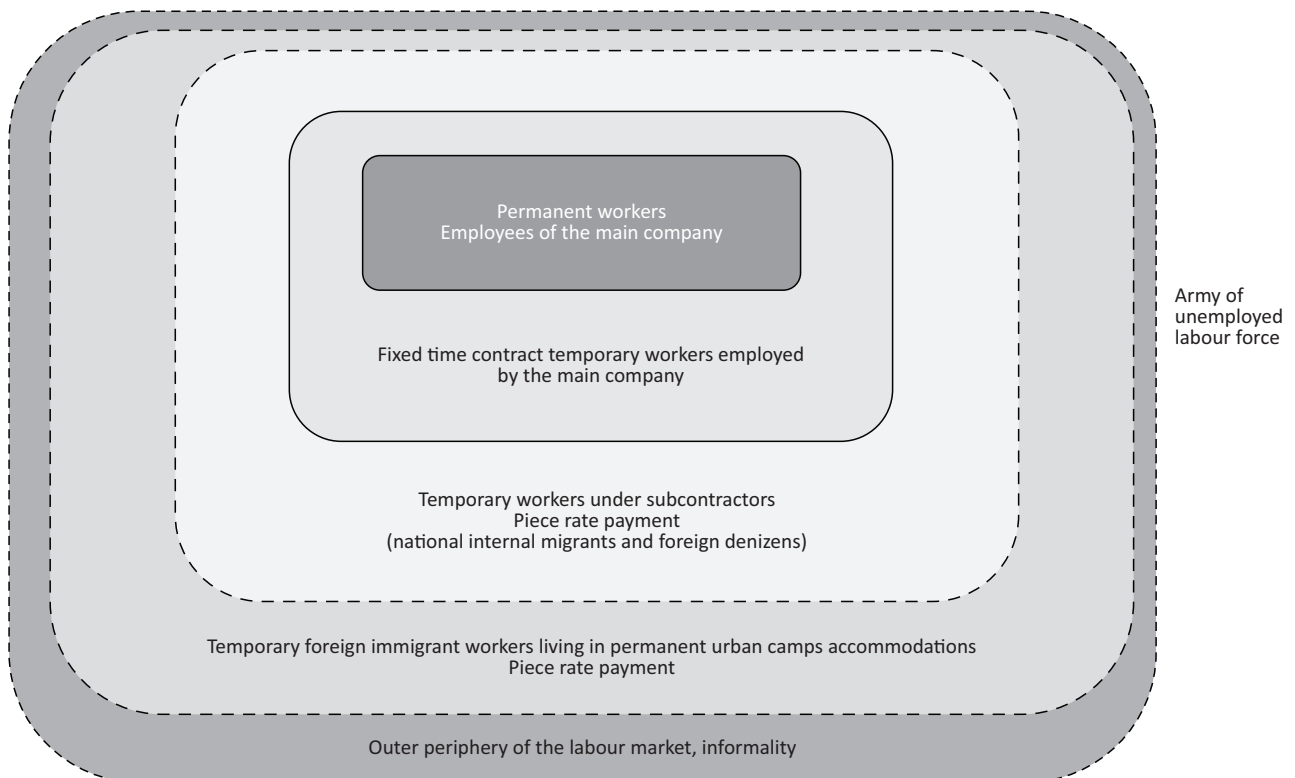 Permanent workers
Employees of the main company
Army of
unemployed
labour force
Fixed time contract temporary workers employed
by the main company
Temporary workers under subcontractors
Piece rate payment
(national internal migrants and foreign denizens)
Temporary foreign immigrant workers living in permanent urban camps accommodations
Piece rate payment
Outer periphery of the labour market, informality